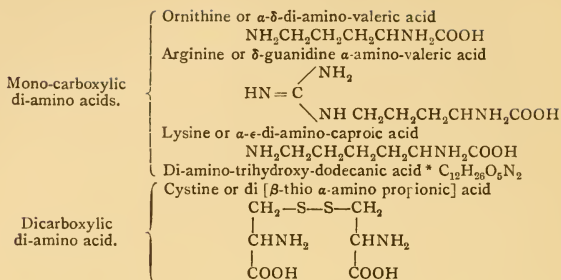 Mono-carboxylic
di-amino acids.
Ornithine or α-δ-di-amino-valeric acid
NH₂CH₂CH₂CH₂CHNH₂COOH
Arginine or δ-guanidine α-amino-valeric acid
NH₂
HN=C
NH CH₂CH₂CH₂CHNH₂COOH
Lysine or α-ε-di-amino-caproic acid
NH₂CH₂CH₂CH₂CH₂CHNH₂COOH
Di-amino-trihydroxy-dodecanic acid * C₁₂H₂₆O₅N₂
Dicarboxylic
di-amino acid.
Cystine or di [β-thio α-amino propionic] acid
CH₂—S—S—CH₂
CHNH₂ CHNH₂
COOH COOH